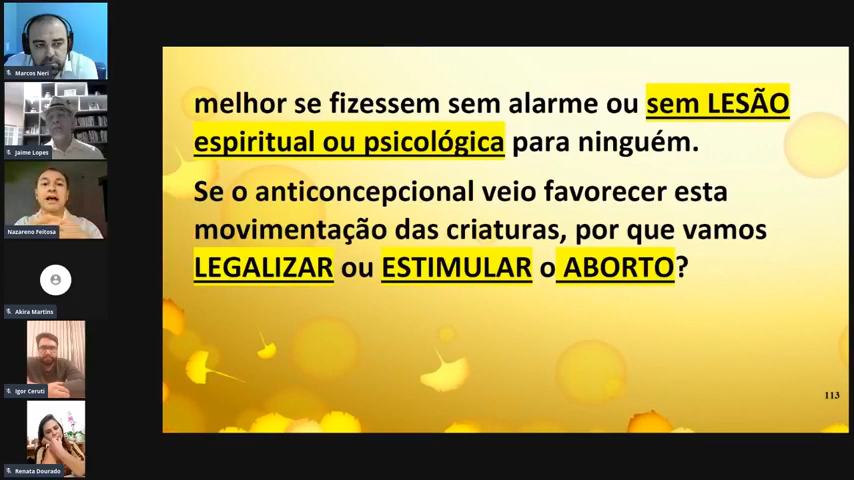 Marcos Neri
Jaime Lopes
Nazareno Feitosa
Akira Martins
Igor Ceruti
Renata Dourado
melhor se fizessem sem alarme ou sem LESÃO
espiritual ou psicológica para ninguém.
Se o anticoncepcional veio favorecer esta
movimentação das criaturas, por que vamos
LEGALIZAR ou ESTIMULAR o ABORTO?
113